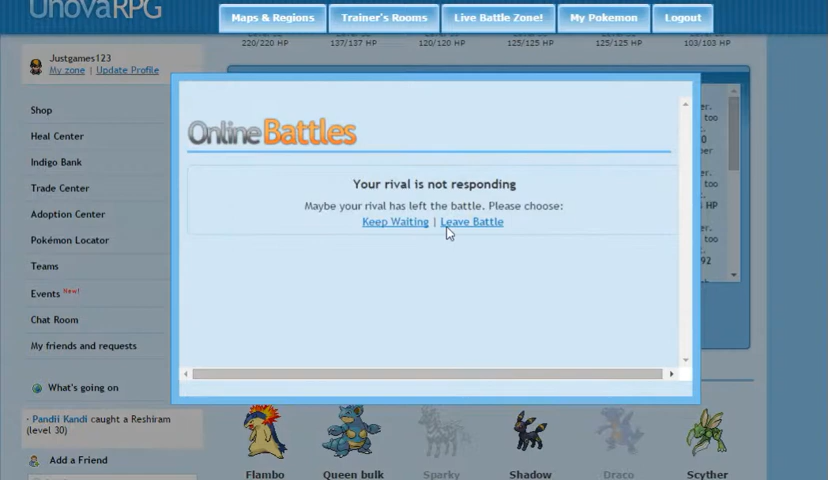 UnovaRPG
Maps & Regions
Trainer's Rooms
Live Battle Zone!
My Pokemon
Logout
220/220 HP
137/137 HP
120/120 HP
125/125 HP
125/125 HP
103/103 HP
Justgames123
My zone | Update Profile
Shop
Heal Center
Indigo Bank
Trade Center
Adoption Center
Pokémon Locator
Teams
Events New!
Chat Room
My friends and requests
What's going on
- Pandii Kandi caught a Reshiram
(level 30)
Add a Friend
Online Battles
Your rival is not responding
Maybe your rival has left the battle. Please choose:
Keep Waiting | Leave Battle
too
HP
too
92
Flambo
Queen bulk
Sparky
Shadow
Draco
Scyther